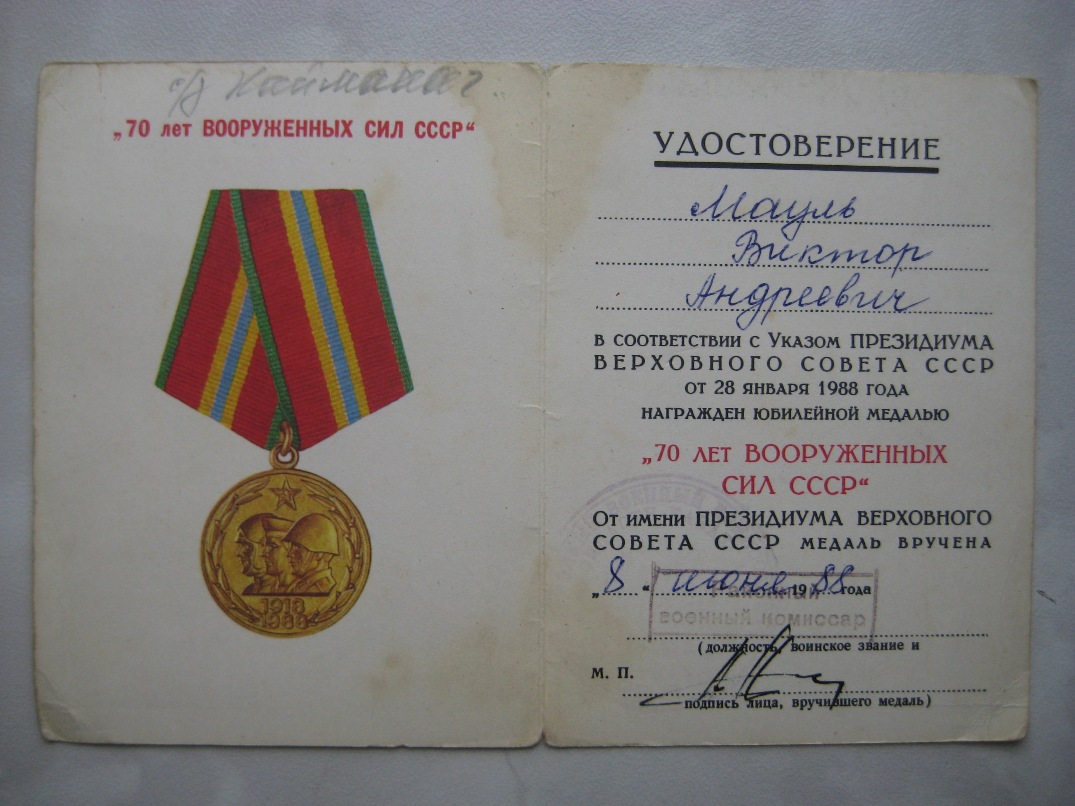 „70 лет ВООРУЖЕННЫХ СИЛ СССР“
1918
1988
УДОСТОВЕРЕНИЕ
Мауль
Виктор
Андреевич
В СООТВЕТСТВИИ С УКАЗОМ ПРЕЗИДИУМА
ВЕРХОВНОГО СОВЕТА СССР
ОТ 28 ЯНВАРЯ 1988 ГОДА
НАГРАЖДЕН ЮБИЛЕЙНОЙ МЕДАЛЬЮ
„70 ЛЕТ ВООРУЖЕННЫХ
СИЛ СССР“
ОТ ИМЕНИ ПРЕЗИДИУМА ВЕРХОВНОГО
СОВЕТА СССР МЕДАЛЬ ВРУЧЕНА
„8“ июня 1988 года
Районный
военный комиссар
(должность, воинское звание и
М. П.
подпись лица, вручившего медаль)